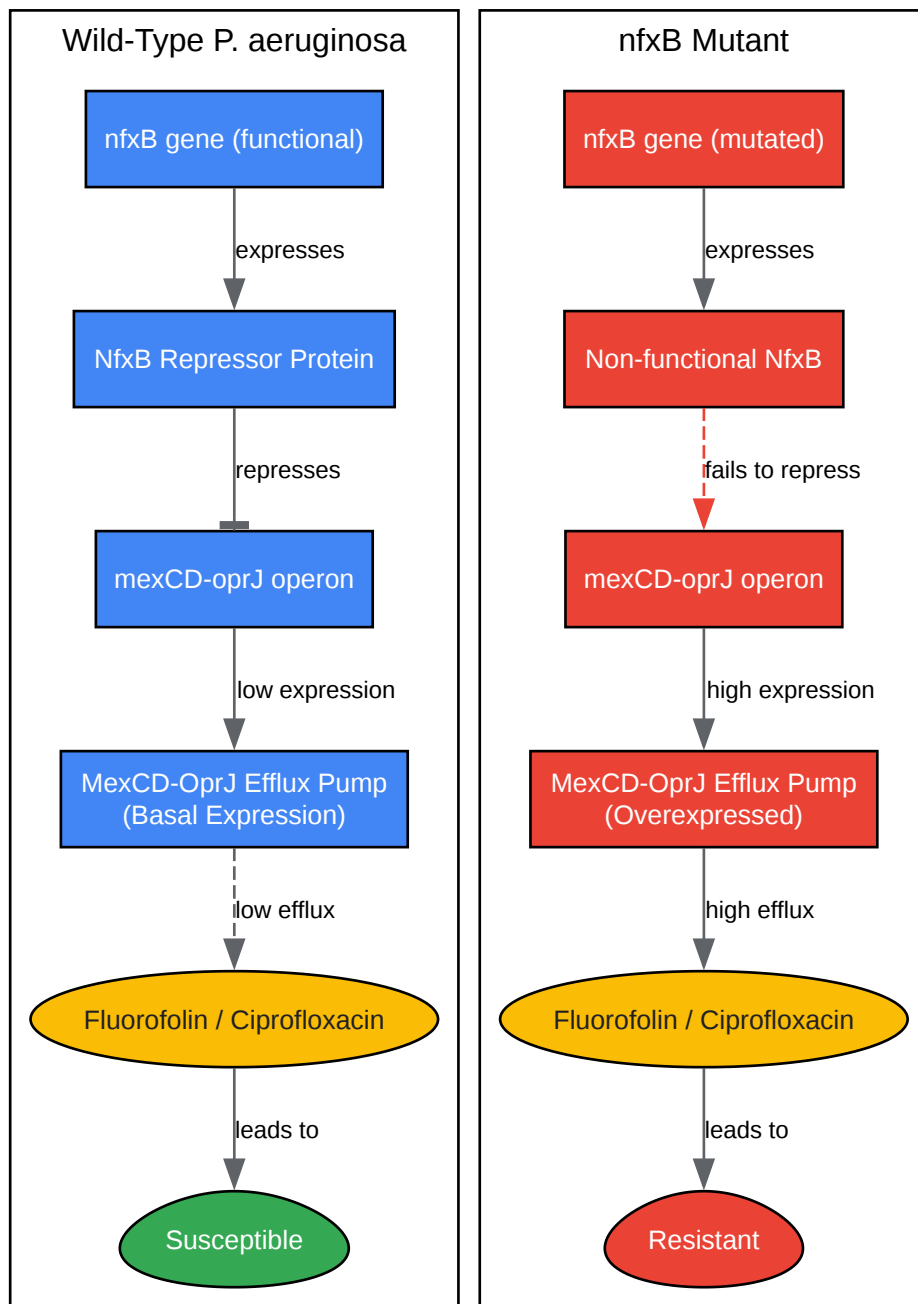 Wild-Type P. aeruginosa
nfxB gene (functional)
expresses
NfxB Repressor Protein
represses
mexCD-oprJ operon
low expression
MexCD-OprJ Efflux Pump
(Basal Expression)
low efflux
Fluorofolin / Ciprofloxacin
leads to
Susceptible
nfxB Mutant
nfxB gene (mutated)
expresses
Non-functional NfxB
fails to repress
mexCD-oprJ operon
high expression
MexCD-OprJ Efflux Pump
(Overexpressed)
high efflux
Fluorofolin / Ciprofloxacin
leads to
Resistant